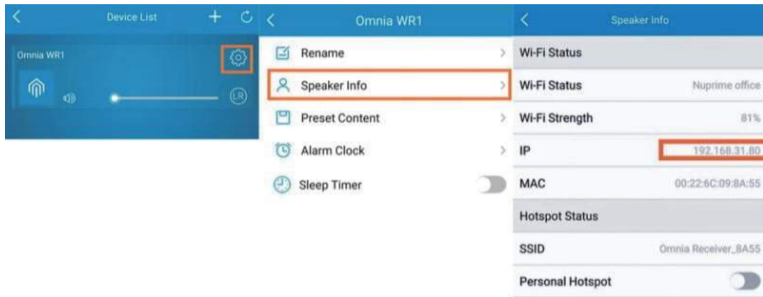 Device List
Omnia WR1
LR
Omnia WR1
Rename
Speaker Info
Preset Content
Alarm Clock
Sleep Timer
Speaker Info
Wi-Fi Status
Wi-Fi Status Nuprime office
Wi-Fi Strength 81%
IP 192.168.31.80
MAC 00:22:6C:09:8A:55
Hotspot Status
SSID Omnia Receiver_8A55
Personal Hotspot